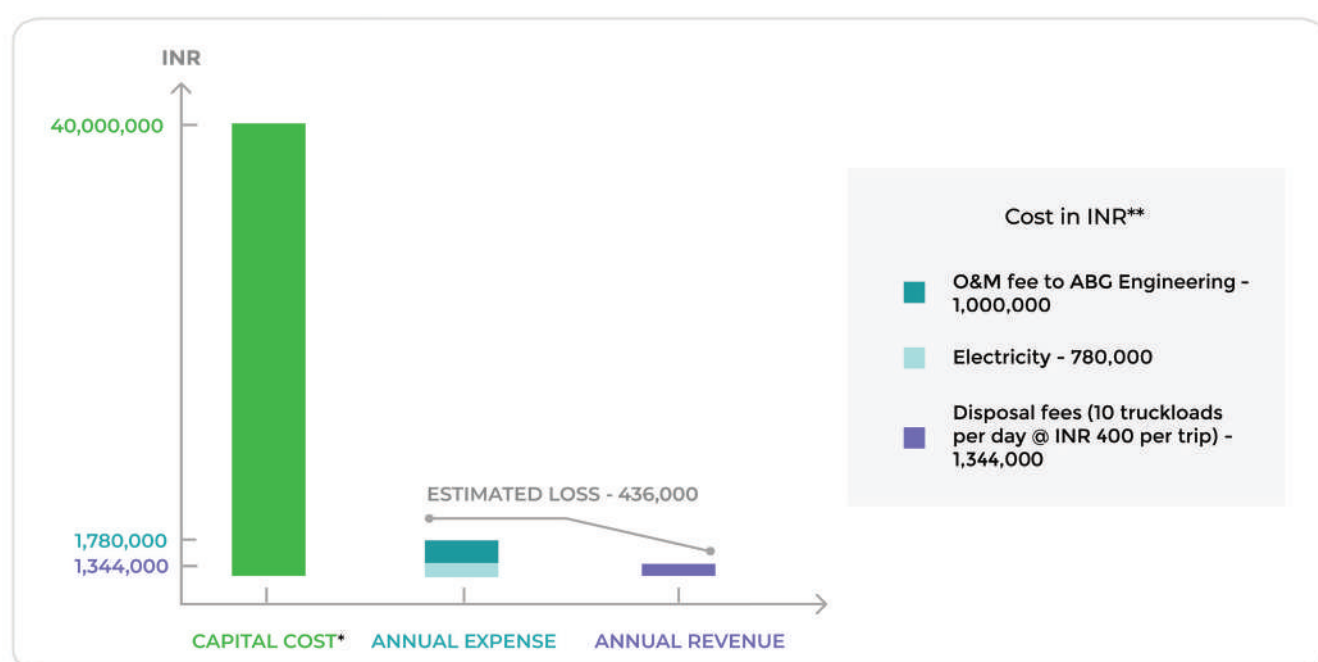 INR
40,000,000
1,780,000
1,344,000
ESTIMATED LOSS - 436,000
CAPITAL COST*
ANNUAL EXPENSE
ANNUAL REVENUE
Cost in INR**
O&M fee to ABG Engineering -
1,000,000
Electricity - 780,000
Disposal fees (10 truckloads
per day @ INR 400 per trip) -
1,344,000